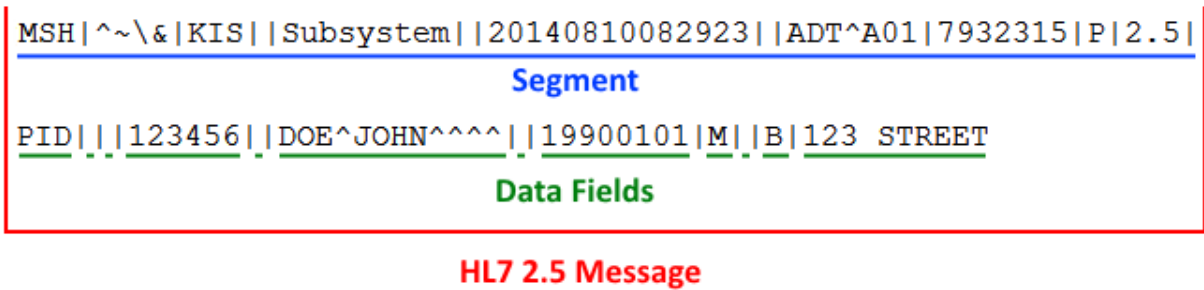 MSH|^~\&|KIS||Subsystem||20140810082923||ADT^A01|7932315|P|2.5|
Segment
PID|||123456||DOE^JOHN^^^^||19900101|M||B|123 STREET
Data Fields
HL7 2.5 Message